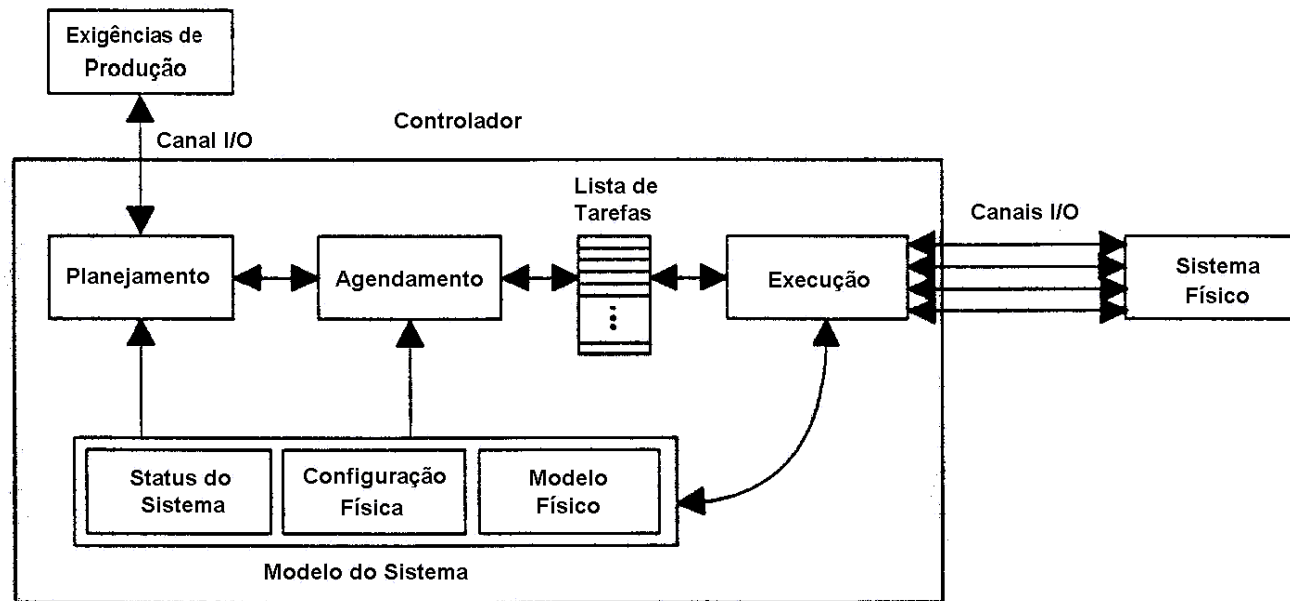 Exigências de
Produção
Canal I/O
Controlador
Lista de
Tarefas
Canais I/O
Planejamento
Agendamento
Execução
Sistema
Físico
Status do
Sistema
Configuração
Física
Modelo
Físico
Modelo do Sistema